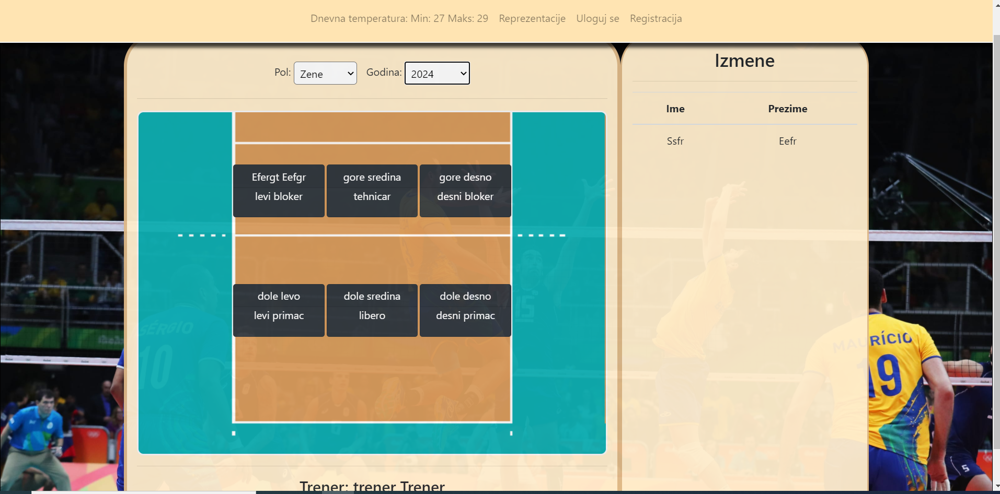 Dnevna temperatura: Min: 27 Maks: 29 Reprezentacije Uloguj se Registracija
Pol: Zene Godina: 2024
Efergt Eefgr
levi bloker
gore sredina
tehnicar
gore desno
desni bloker
dole levo
levi primac
dole sredina
libero
dole desno
desni primac
Trener: trener Trener
Izmene
Ime Prezime
Ssfr Eefr
SÉRGIO
10
15
MAURÍCIO
19
5